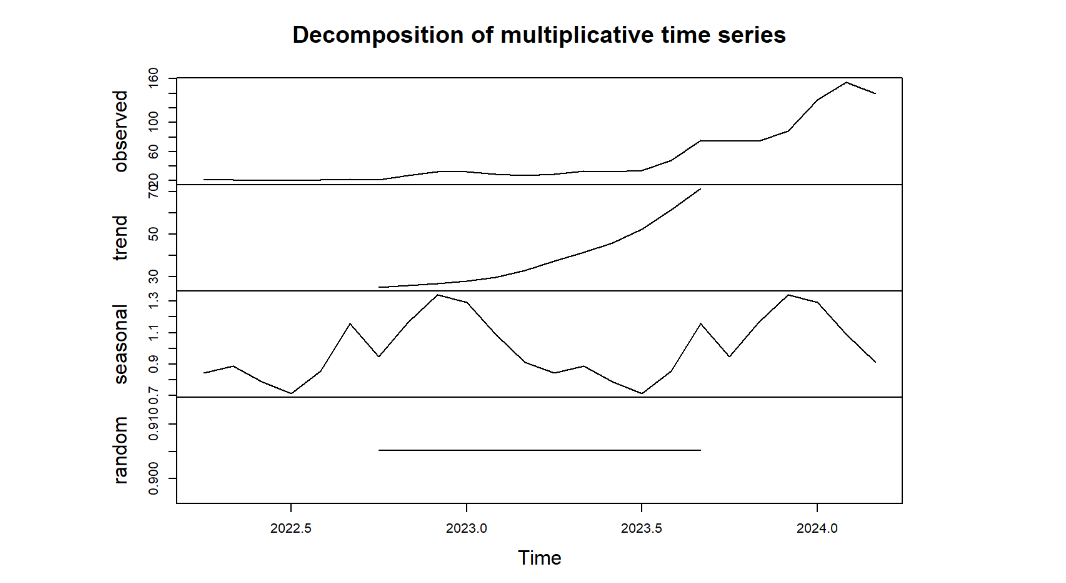 Decomposition of multiplicative time series
observed
20 60 100 160
trend
30 50 70
seasonal
0.7 0.9 1.1 1.3
random
0.900 0.910
2022.5 2023.0 2023.5 2024.0
Time